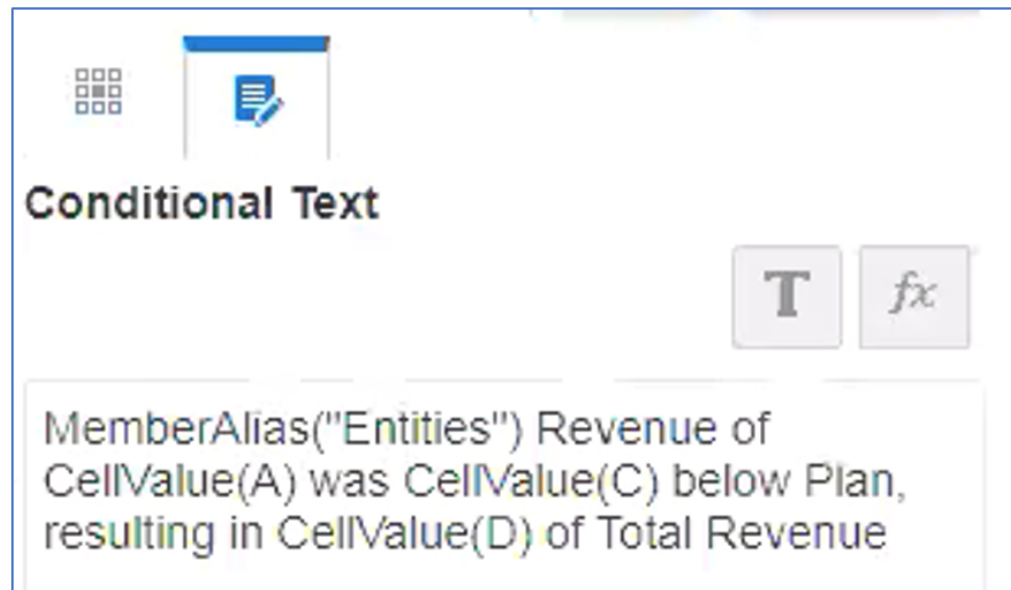 Conditional Text
T fx
MemberAlias("Entities") Revenue of
CellValue(A) was CellValue(C) below Plan,
resulting in CellValue(D) of Total Revenue